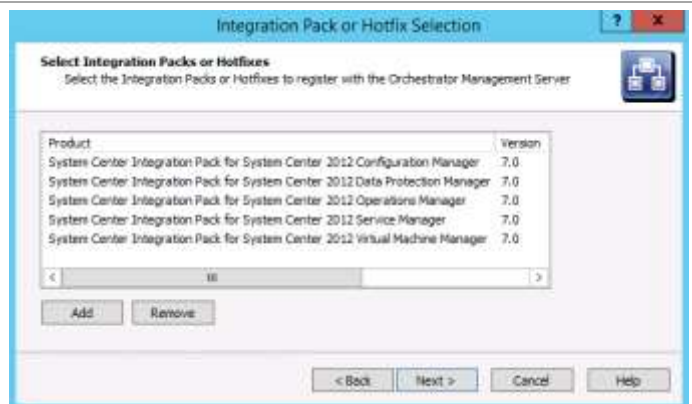 Integration Pack or Hotfix Selection
?
x
Select Integration Packs or Hotfixes
Select the Integration Packs or Hotfixes to register with the Orchestrator Management Server
Product Version
System Center Integration Pack for System Center 2012 Configuration Manager 7.0
System Center Integration Pack for System Center 2012 Data Protection Manager 7.0
System Center Integration Pack for System Center 2012 Operations Manager 7.0
System Center Integration Pack for System Center 2012 Service Manager 7.0
System Center Integration Pack for System Center 2012 Virtual Machine Manager 7.0
Add Remove
< Back Next > Cancel Help